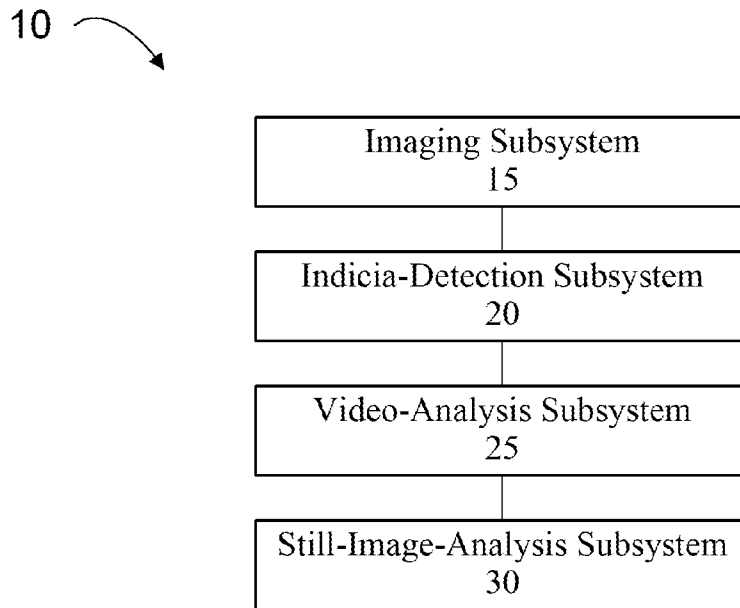 10
Imaging Subsystem
15
Indicia-Detection Subsystem
20
Video-Analysis Subsystem
25
Still-Image-Analysis Subsystem
30